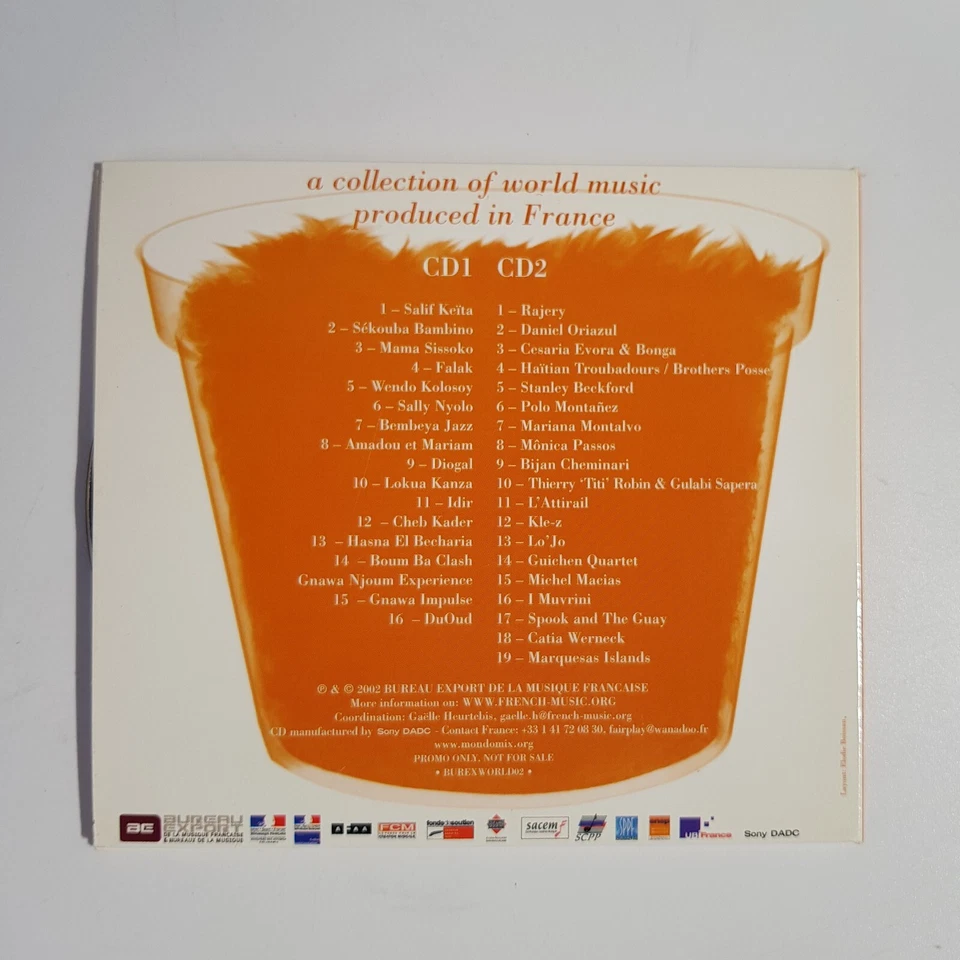 a collection of world music
produced in France
CD1
1 – Salif Keïta
2 – Sékouba Bambino
3 – Mama Sissoko
4 – Falak
5 – Wendo Kolosoy
6 – Sally Nyolo
7 – Bembeya Jazz
8 – Amadou et Mariam
9 – Diogal
10 – Lokua Kanza
11 – Idir
12 – Cheb Kader
13 – Hasna El Becharia
14 – Boum Ba Clash
Gnawa Njoum Experience
15 – Gnawa Impulse
16 – DuOud
CD2
1 – Rajery
2 – Daniel Oriazul
3 – Cesaria Evora & Bonga
4 – Haïtian Troubadours / Brothers Posse
5 – Stanley Beckford
6 – Polo Montañez
7 – Mariana Montalvo
8 – Mônica Passos
9 – Bijan Cheminari
10 – Thierry ‘Titi’ Robin & Gulabi Sapera
11 – L’Attirail
12 – Kle-z
13 – Lo’Jo
14 – Guichen Quartet
15 – Michel Macias
16 – I Muvrini
17 – Spook and The Guay
18 – Catia Werneck
19 – Marquesas Islands
℗ & © 2002 BUREAU EXPORT DE LA MUSIQUE FRANCAISE
More information on: WWW.FRENCH-MUSIC.ORG
Coordination: Gaëlle Heurtebis, gaelle.h@french-music.org
CD manufactured by Sony DADC - Contact France: +33 1 41 72 08 30, fairplay@wanadoo.fr
www.mondomix.org
PROMO ONLY, NOT FOR SALE
• BUREXWORLD02 •
BUREAU
EXPORT
DE LA MUSIQUE FRANCAISE
& BUREAUX DE LA MUSIQUE
AFAA
FCM
fonds soutien
sacem
SCPP
UBIFrance
Sony DADC